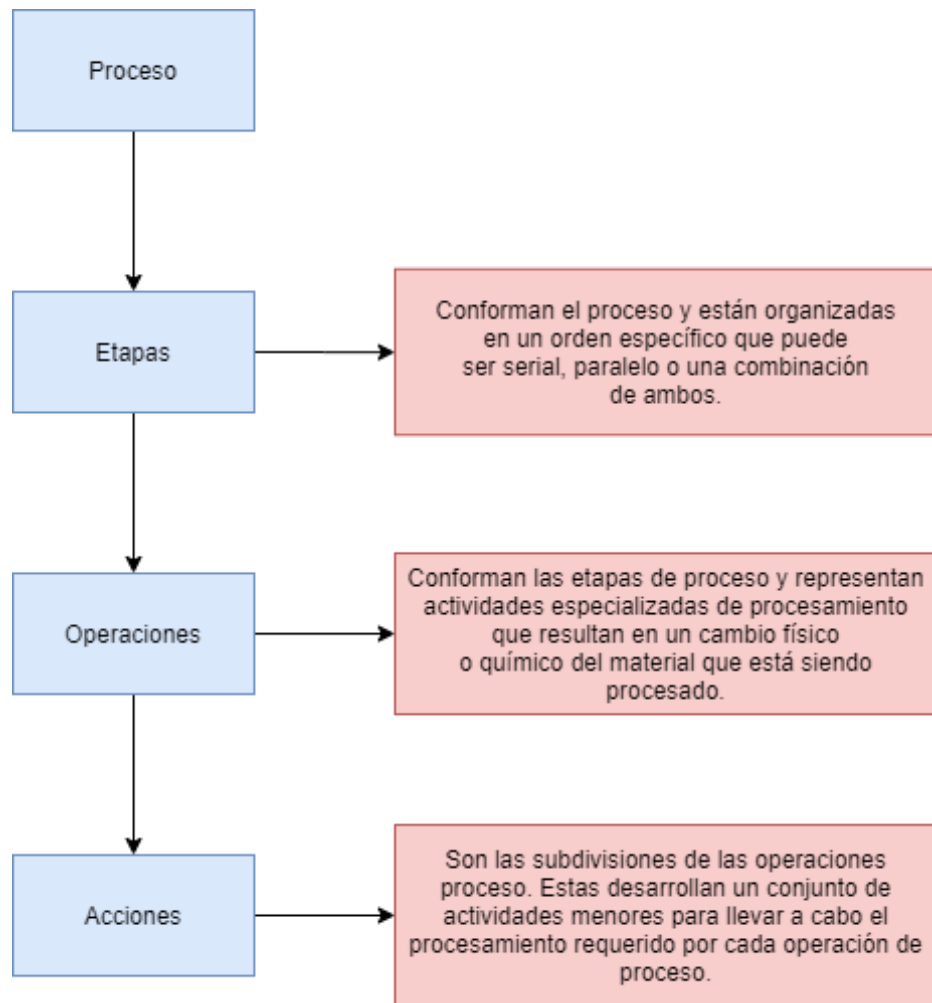 Proceso
Etapas
Conforman el proceso y están organizadas
en un orden específico que puede
ser serial, paralelo o una combinación
de ambos.
Operaciones
Conforman las etapas de proceso y representan
actividades especializadas de procesamiento
que resultan en un cambio físico
o químico del material que está siendo
procesado.
Acciones
Son las subdivisiones de las operaciones
proceso. Estas desarrollan un conjunto de
actividades menores para llevar a cabo el
procesamiento requerido por cada operación de
proceso.